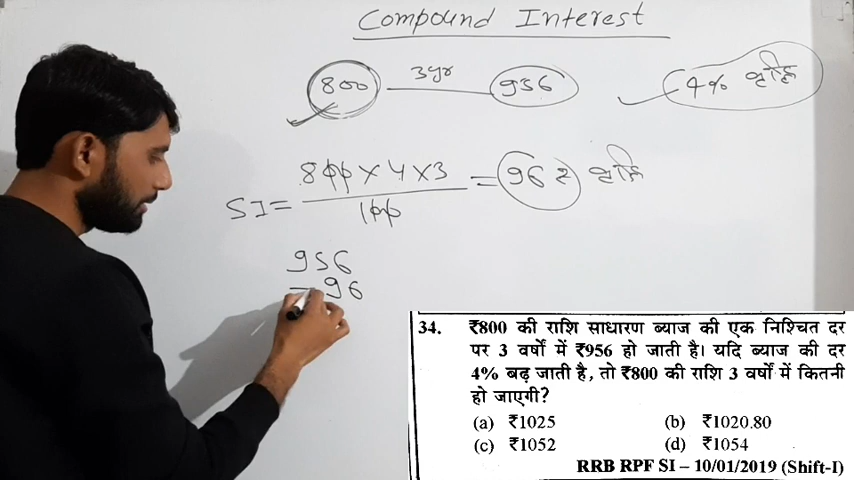 Compound Interest
800 3yr 956 4% वृद्धि
SI = 800 × 4 × 3 / 100 = 96 ₹ वृद्धि
956
- 96
34. ₹800 की राशि साधारण ब्याज की एक निश्चित दर
पर 3 वर्षों में ₹956 हो जाती है। यदि ब्याज की दर
4% बढ़ जाती है, तो ₹800 की राशि 3 वर्षों में कितनी
हो जाएगी?
(a) ₹1025 (b) ₹1020.80
(c) ₹1052 (d) ₹1054
RRB RPF SI – 10/01/2019 (Shift-I)